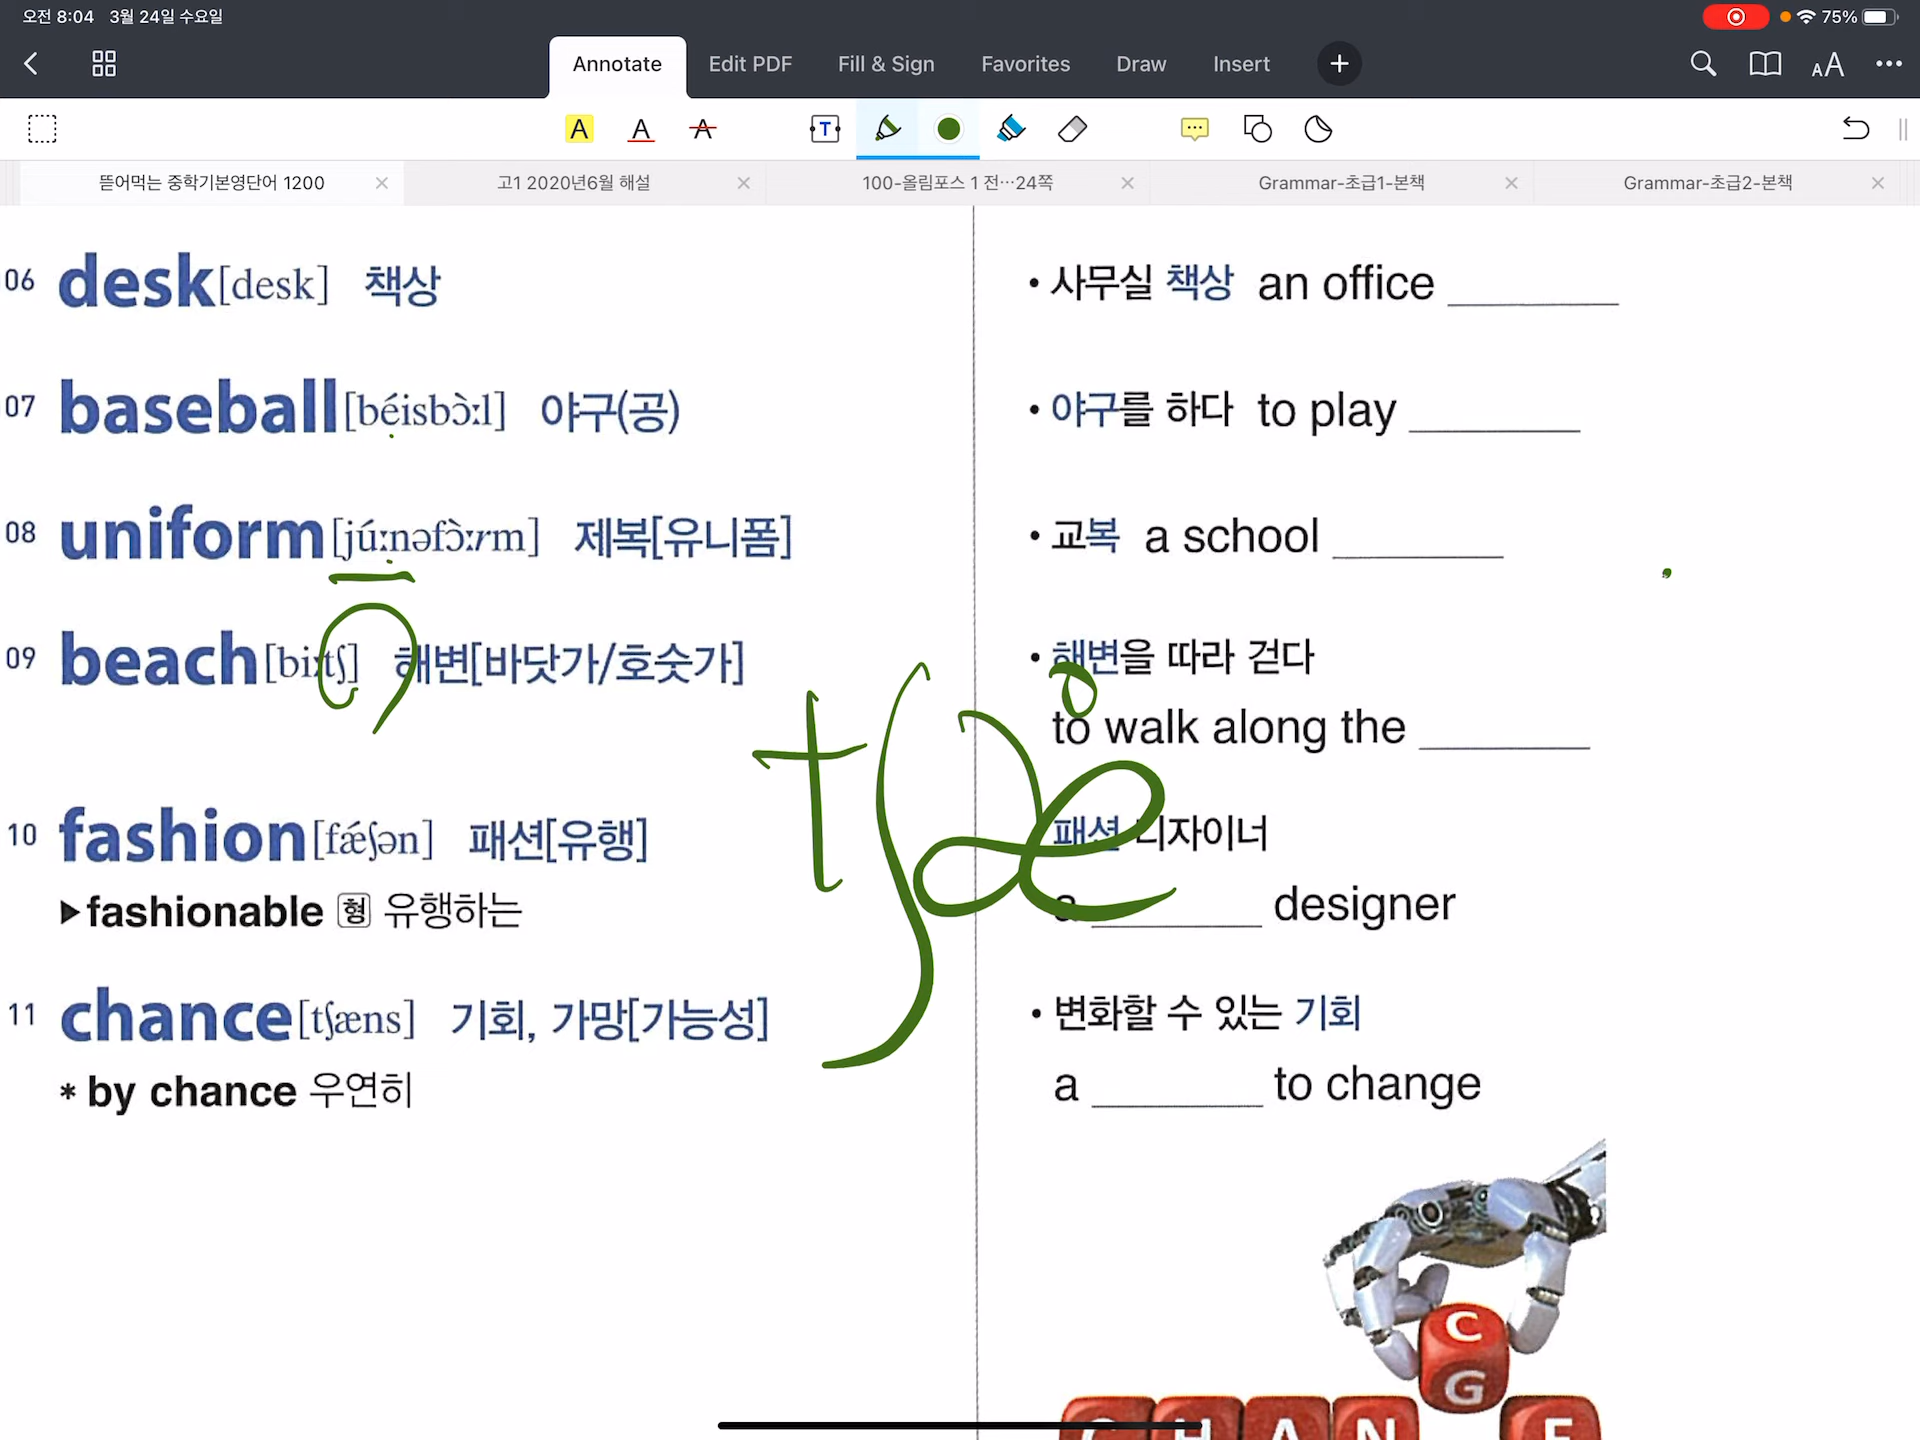 오전 8:04 3월 24일 수요일 75%
Annotate Edit PDF Fill & Sign Favorites Draw Insert
뜯어먹는 중학기본영단어 1200 고1 2020년6월 해설 100-올림포스 1 전…24쪽 Grammar-초급1-본책 Grammar-초급2-본책
06 desk[desk] 책상
• 사무실 책상 an office ________
07 baseball[béisbɔ̀ːl] 야구(공)
• 야구를 하다 to play ________
08 uniform[júːnəfɔ̀ːrm] 제복[유니폼]
• 교복 a school ________
09 beach[biːtʃ] 해변[바닷가/호숫가]
• 해변을 따라 걷다
to walk along the ________
10 fashion[fǽʃən] 패션[유행]
▶fashionable 형 유행하는
패션 디자이너
a ________ designer
11 chance[tʃæns] 기회, 가망[가능성]
* by chance 우연히
• 변화할 수 있는 기회
a ________ to change
tʃæ
C
G
C H A N E